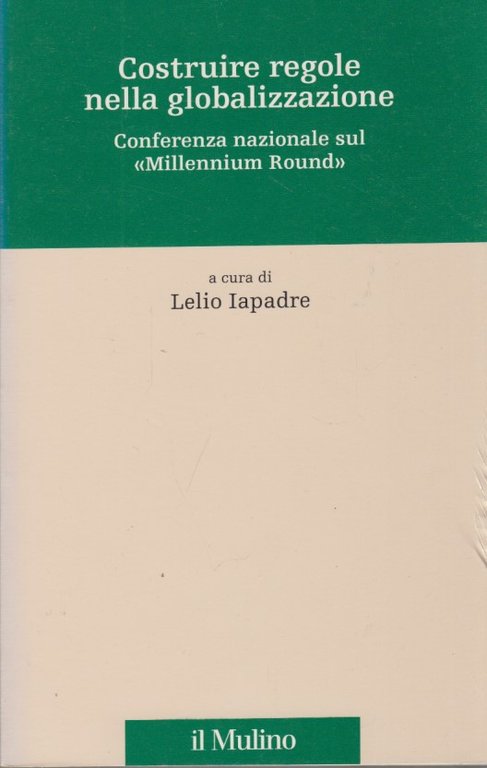 Costruire regole
nella globalizzazione
Conferenza nazionale sul
«Millennium Round»
a cura di
Lelio Iapadre
il Mulino